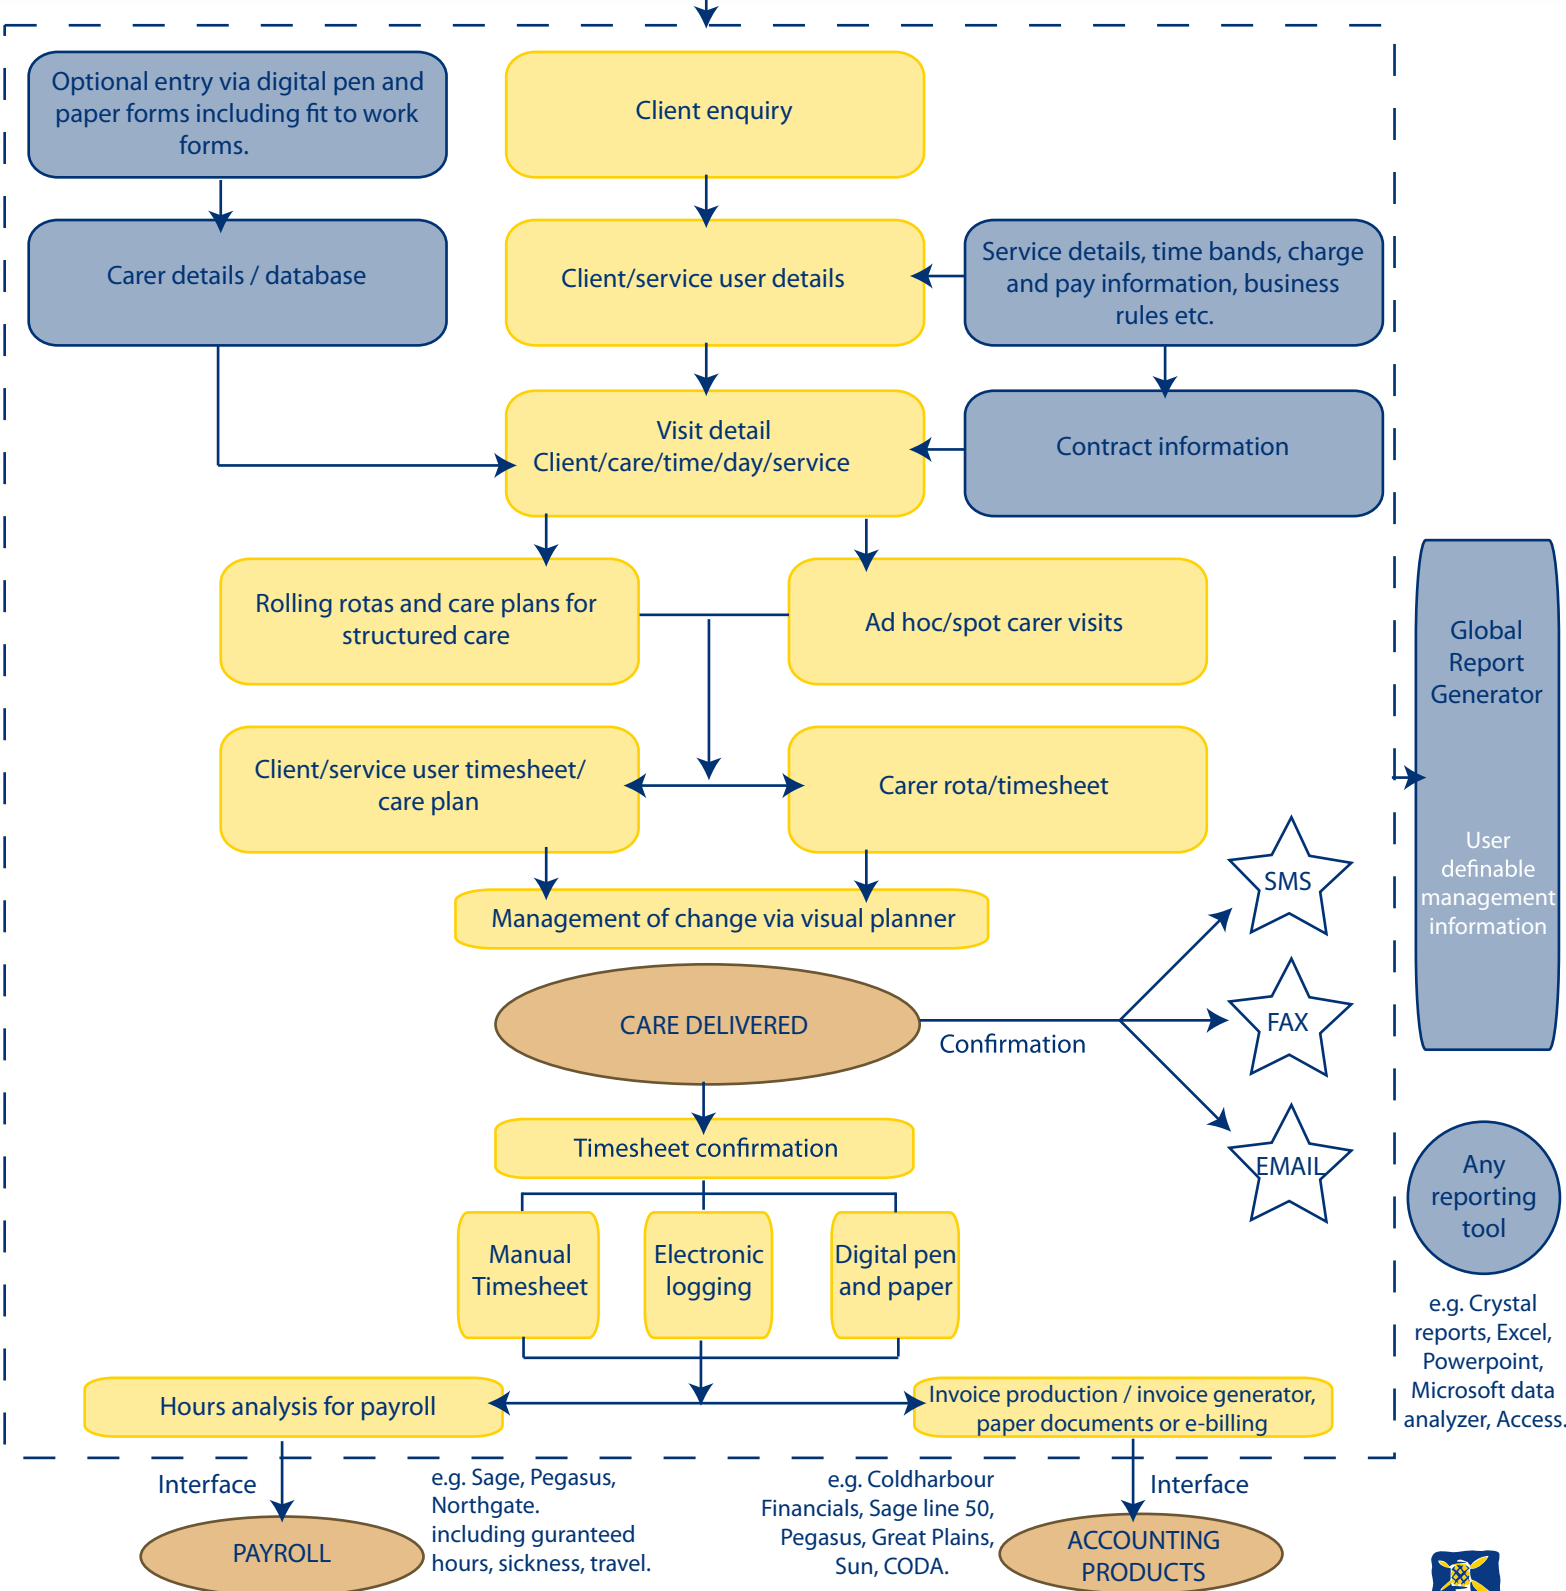 Optional entry via digital pen and
paper forms including fit to work
forms.
Client enquiry
Carer details / database
Client/service user details
Service details, time bands, charge
and pay information, business
rules etc.
Visit detail
Client/care/time/day/service
Contract information
Rolling rotas and care plans for
structured care
Ad hoc/spot carer visits
Global
Report
Generator
User
definable
management
information
Client/service user timesheet/
care plan
Carer rota/timesheet
Management of change via visual planner
SMS
CARE DELIVERED
Confirmation
FAX
EMAIL
Timesheet confirmation
Any
reporting
tool
Manual
Timesheet
Electronic
logging
Digital pen
and paper
e.g. Crystal
reports, Excel,
Powerpoint,
Microsoft data
analyzer, Access.
Hours analysis for payroll
Invoice production / invoice generator,
paper documents or e-billing
Interface
e.g. Sage, Pegasus,
Northgate.
including guranteed
hours, sickness, travel.
e.g. Coldharbour
Financials, Sage line 50,
Pegasus, Great Plains,
Sun, CODA.
Interface
PAYROLL
ACCOUNTING
PRODUCTS